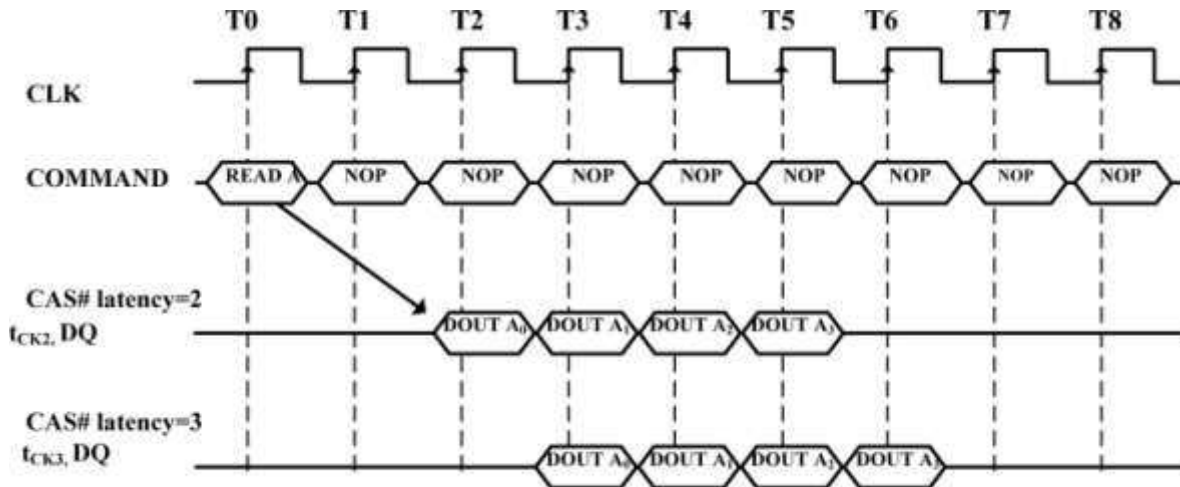 T0 T1 T2 T3 T4 T5 T6 T7 T8
CLK
COMMAND READ A NOP NOP NOP NOP NOP NOP NOP NOP
CAS# latency=2
tCK2, DQ DOUT A0 DOUT A1 DOUT A2 DOUT A3
CAS# latency=3
tCK3, DQ DOUT A0 DOUT A1 DOUT A2 DOUT A3